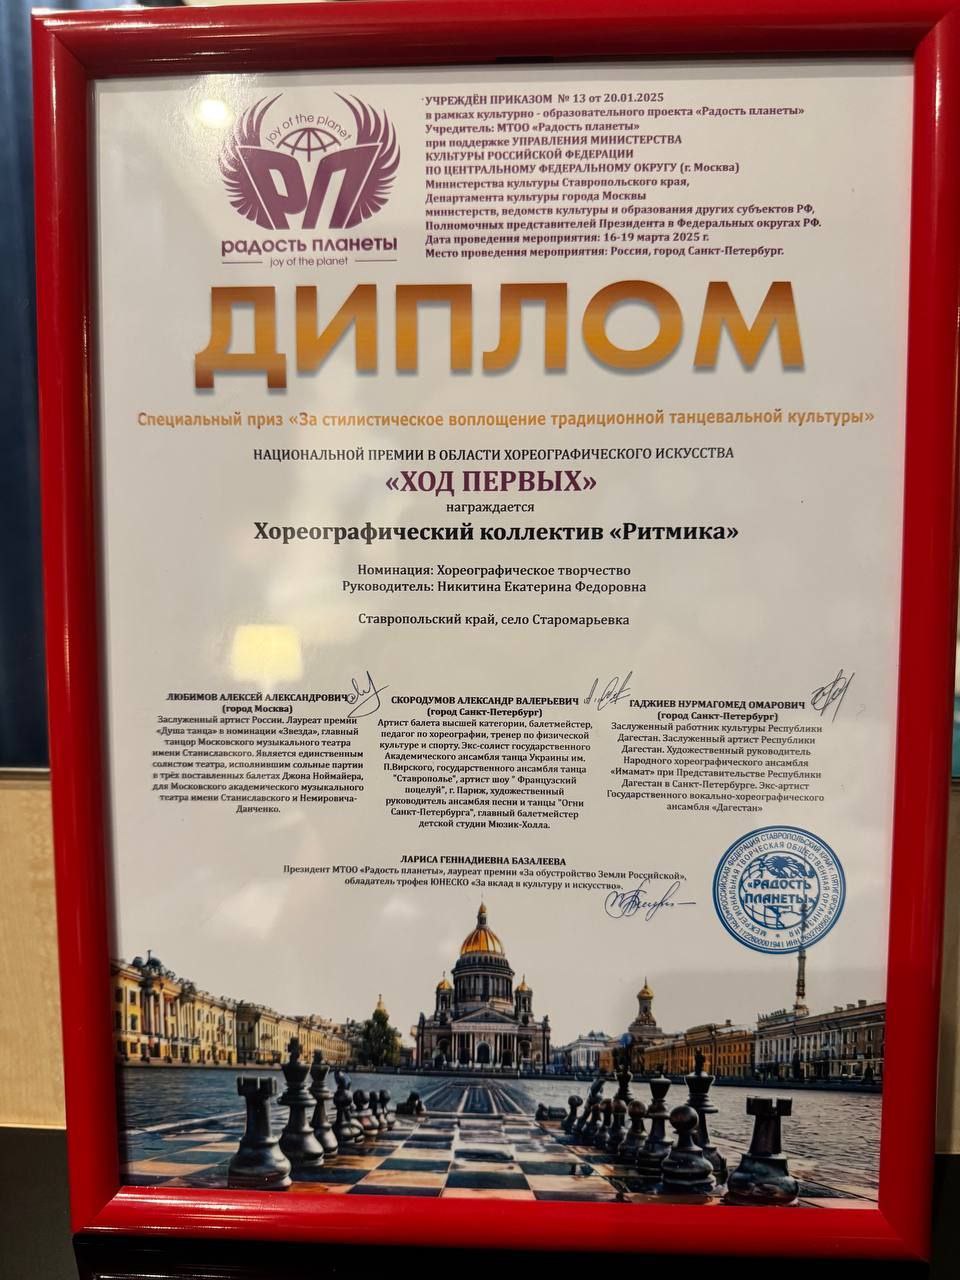 joy of the planet
РП
радость планеты
joy of the planet
УЧРЕЖДЁН ПРИКАЗОМ № 13 от 20.01.2025
в рамках культурно - образовательного проекта «Радость планеты»
Учредитель: МТОО «Радость планеты»
при поддержке УПРАВЛЕНИЯ МИНИСТЕРСТВА
КУЛЬТУРЫ РОССИЙСКОЙ ФЕДЕРАЦИИ
ПО ЦЕНТРАЛЬНОМУ ФЕДЕРАЛЬНОМУ ОКРУГУ (г. Москва)
Министерства культуры Ставропольского края,
Департамента культуры города Москвы
министерств, ведомств культуры и образования других субъектов РФ,
Полномочных представителей Президента в Федеральных округах РФ.
Дата проведения мероприятия: 16-19 марта 2025 г.
Место проведения мероприятия: Россия, город Санкт-Петербург.
ДИПЛОМ
Специальный приз «За стилистическое воплощение традиционной танцевальной культуры»
НАЦИОНАЛЬНОЙ ПРЕМИИ В ОБЛАСТИ ХОРЕОГРАФИЧЕСКОГО ИСКУССТВА
«ХОД ПЕРВЫХ»
награждается
Хореографический коллектив «Ритмика»
Номинация: Хореографическое творчество
Руководитель: Никитина Екатерина Федоровна
Ставропольский край, село Старомарьевка
ЛЮБИМОВ АЛЕКСЕЙ АЛЕКСАНДРОВИЧ
(город Москва)
Заслуженный артист России. Лауреат премии
«Душа танца» в номинации «Звезда», главный
танцор Московского музыкального театра
имени Станиславского. Является единственным
солистом театра, исполнившим сольные партии
в трёх поставленных балетах Джона Ноймайера,
для Московского академического музыкального
театра имени Станиславского и Немировича-
Данченко.
СКОРОДУМОВ АЛЕКСАНДР ВАЛЕРЬЕВИЧ
(город Санкт-Петербург)
Артист балета высшей категории, балетмейстер,
педагог по хореографии, тренер по физической
культуре и спорту. Экс-солист государственного
Академического ансамбля танца Украины им.
П.Вирского, государственного ансамбля танца
"Ставрополье", артист шоу " Французский
поцелуй", г. Париж, художественный
руководитель ансамбля песни и танцы "Огни
Санкт-Петербурга", главный балетмейстер
детской студии Мюзик-Холла.
ГАДЖИЕВ НУРМАГОМЕД ОМАРОВИЧ
(город Санкт-Петербург)
Заслуженный работник культуры Республики
Дагестан. Заслуженный артист Республики
Дагестан. Художественный руководитель
Народного хореографического ансамбля
«Имамат» при Представительстве Республики
Дагестан в Санкт-Петербурге. Экс-артист
Государственного вокально-хореографического
ансамбля «Дагестан»
ЛАРИСА ГЕННАДИЕВНА БАЗАЛЕЕВА
Президент МТОО «Радость планеты», лауреат премии «За обустройство Земли Российской»,
обладатель трофея ЮНЕСКО «За вклад в культуру и искусство».
МЕЖРЕГИОНАЛЬНАЯ ТВОРЧЕСКАЯ ОБЩЕСТВЕННАЯ ОРГАНИЗАЦИЯ
«РАДОСТЬ
ПЛАНЕТЫ»